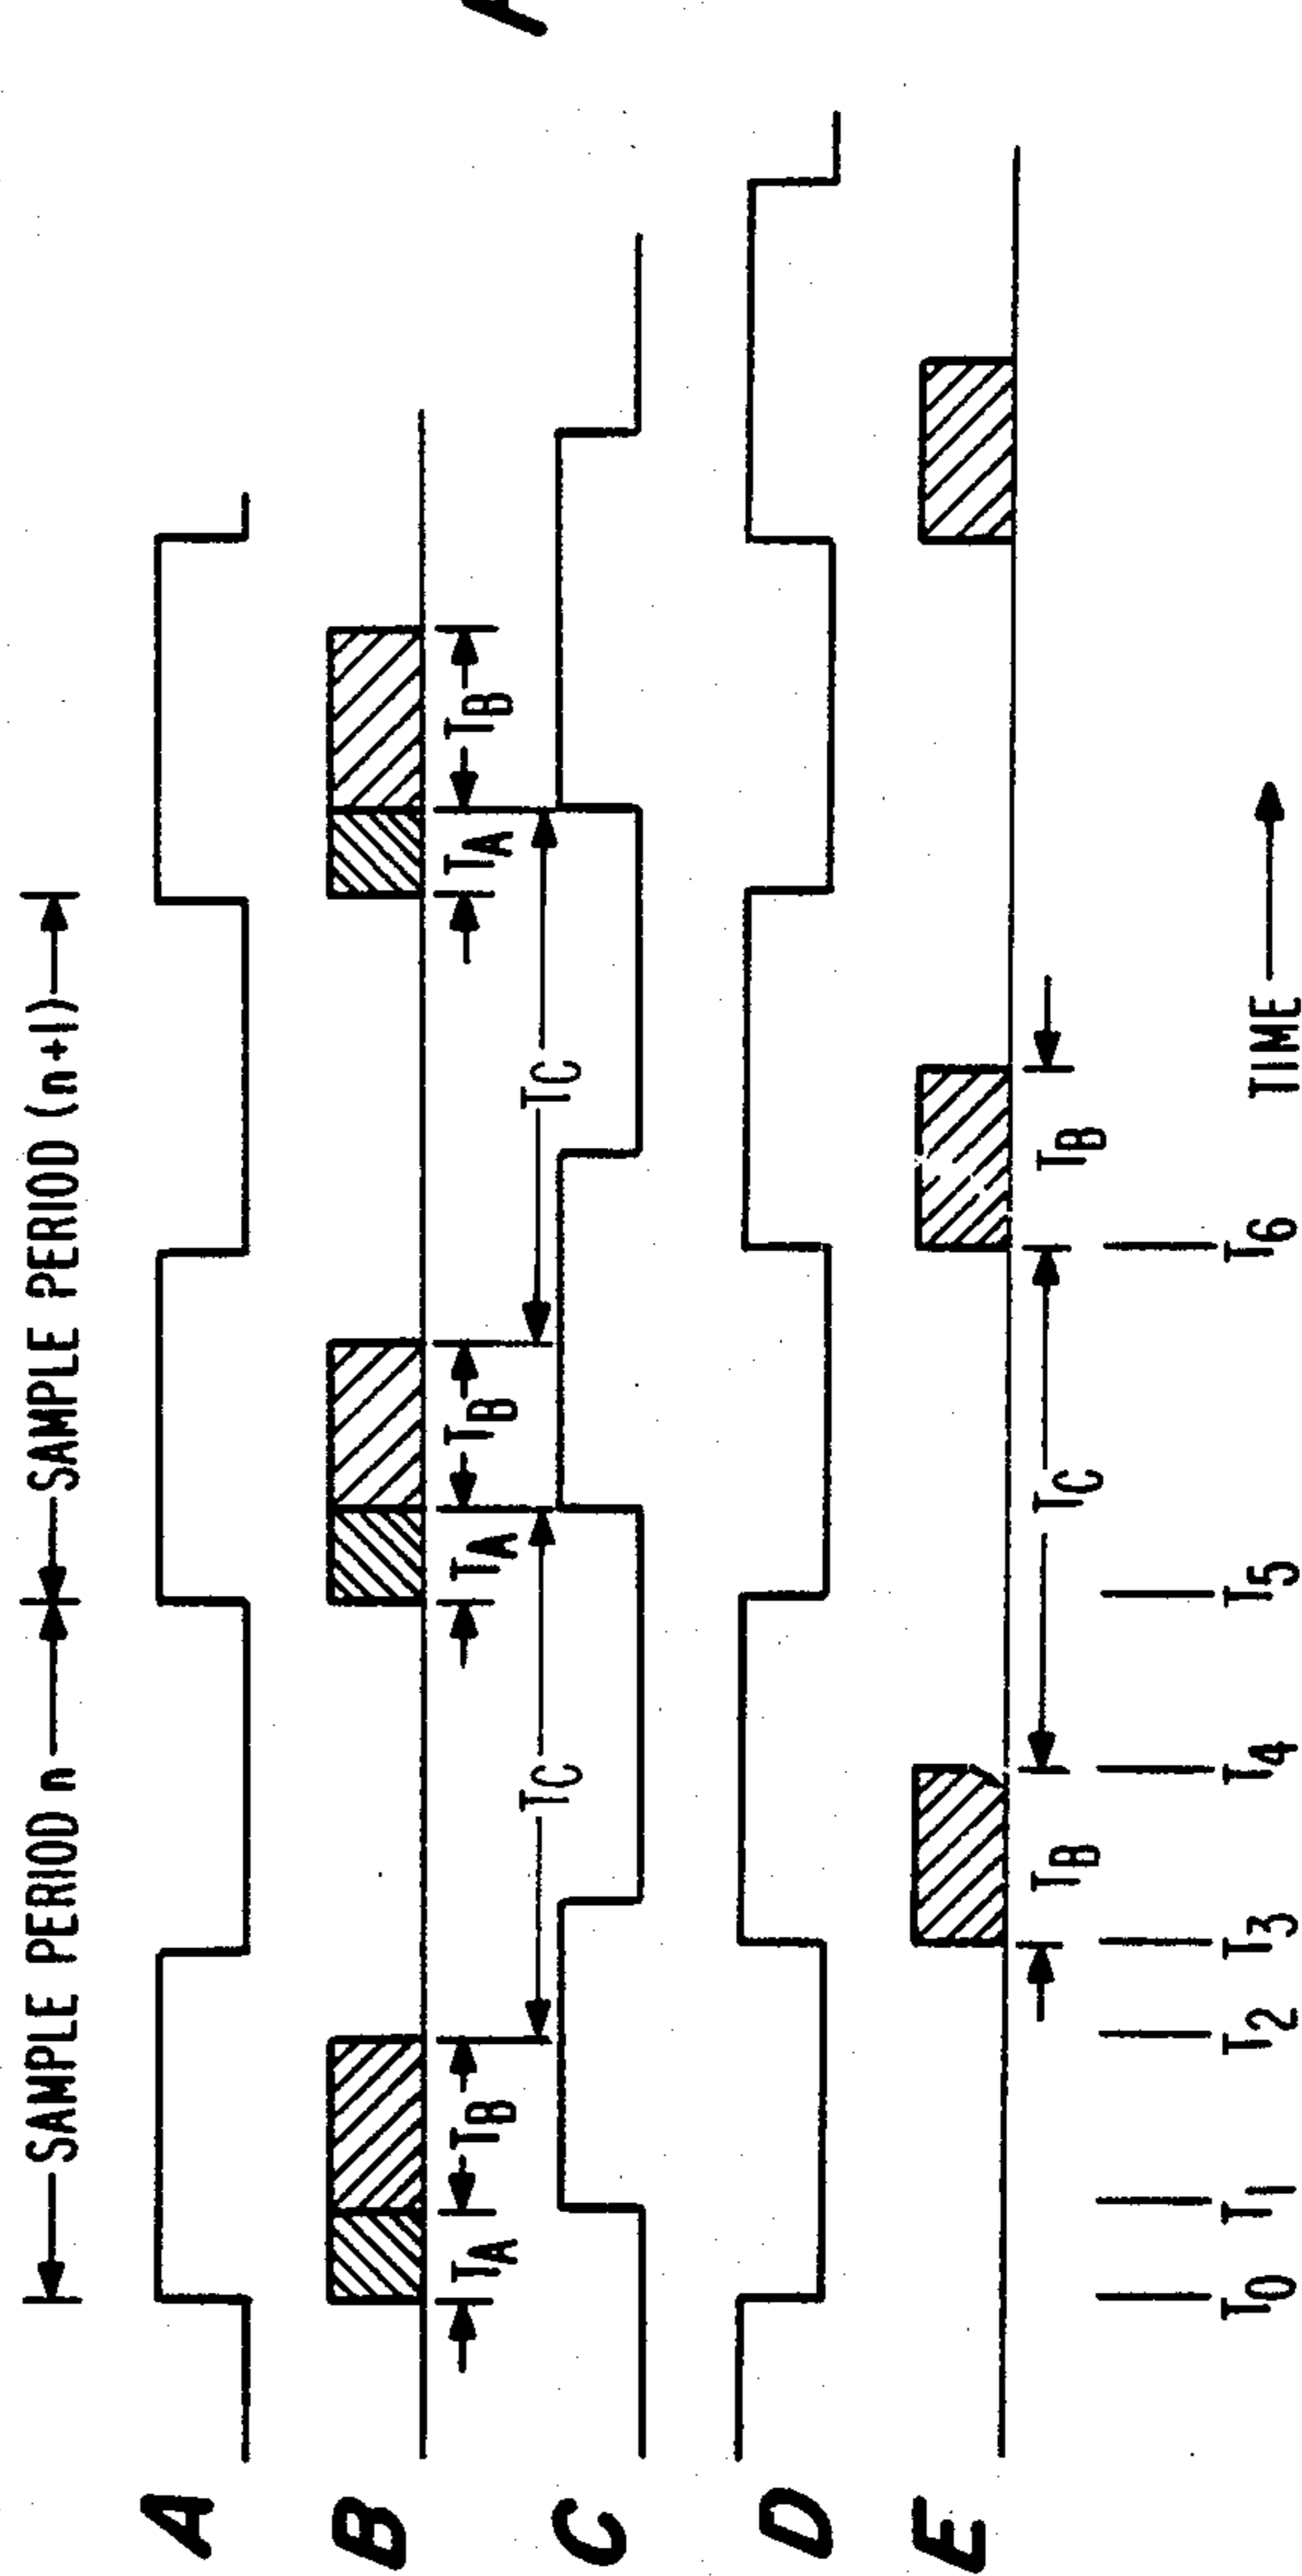 SAMPLE PERIOD n SAMPLE PERIOD (n+1)
A
B
TA TB TA TB TA TB
TC TC
C
D
E
TB TC TB
T0 T1 T2 T3 T4 T5 T6
TIME